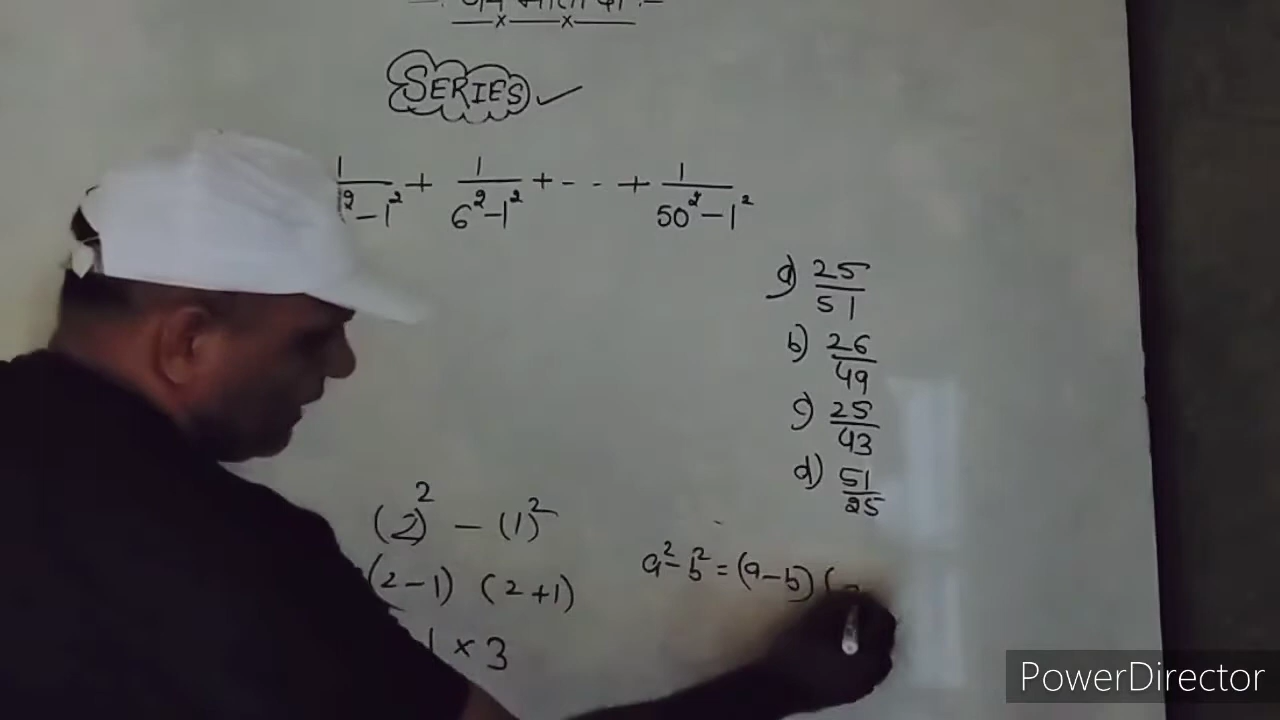 SERIES ✓
1/(²-1²) + 1/(6²-1²) + - - + 1/(50²-1²)
a) 25/51
b) 26/49
c) 25/43
d) 51/25
(2)² - (1)²
(2-1) (2+1)
a²-b² = (a-b) (
1 × 3
PowerDirector